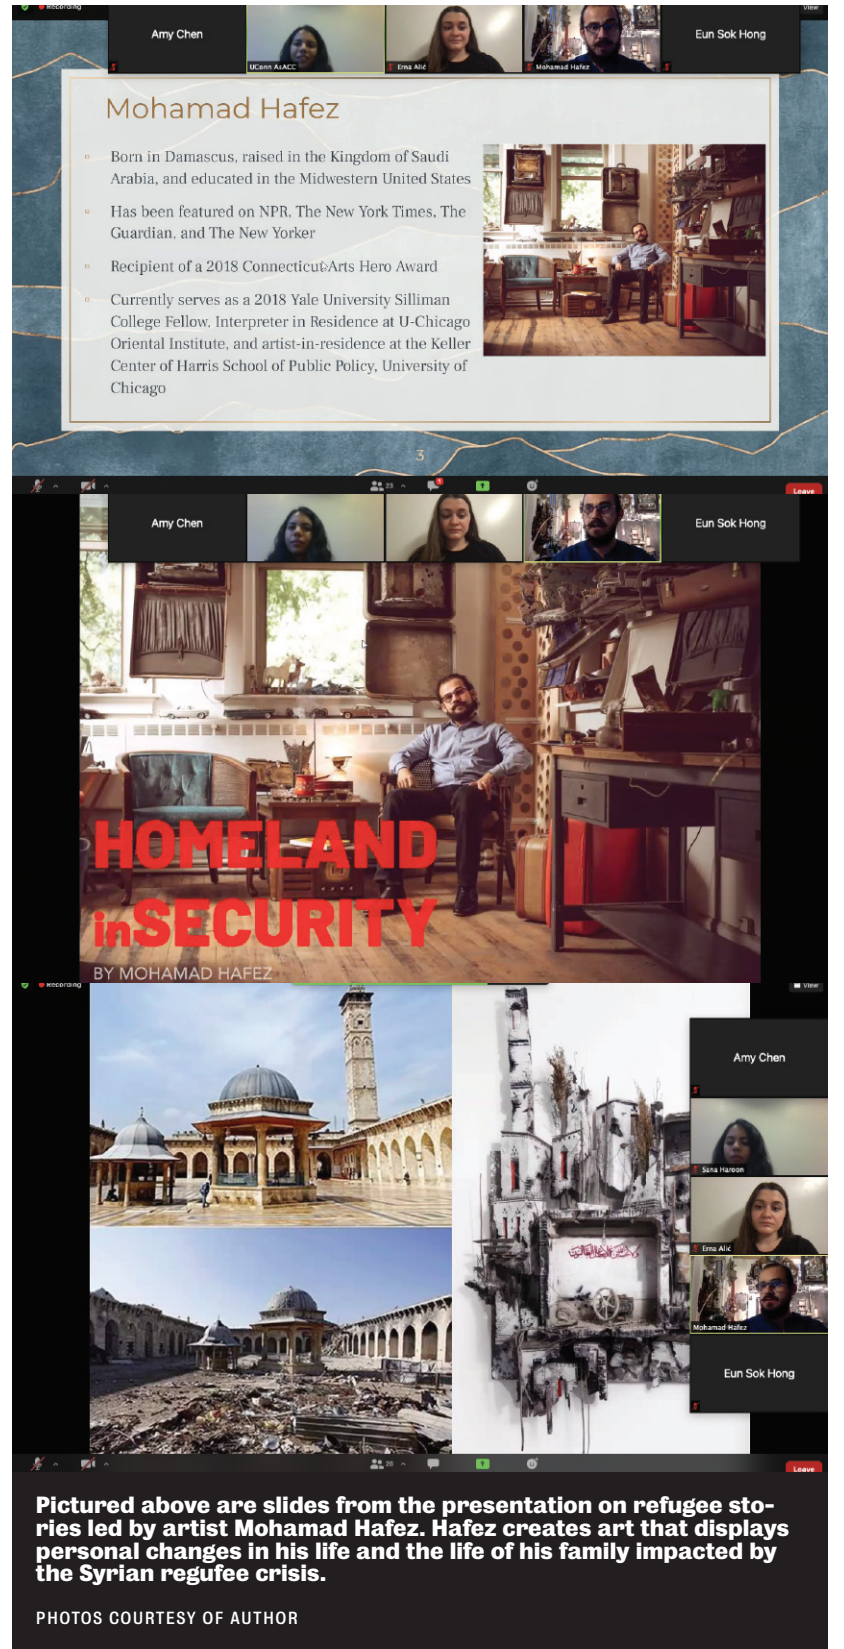 Recording
View
Amy Chen
UConn AsACC
Erna Alić
Mohamad Hafez
Eun Sok Hong
Mohamad Hafez
Born in Damascus, raised in the Kingdom of Saudi
Arabia, and educated in the Midwestern United States
Has been featured on NPR, The New York Times, The
Guardian, and The New Yorker
Recipient of a 2018 Connecticut Arts Hero Award
Currently serves as a 2018 Yale University Silliman
College Fellow, Interpreter in Residence at U-Chicago
Oriental Institute, and artist-in-residence at the Keller
Center of Harris School of Public Policy, University of
Chicago
3
23
1
Leave
Amy Chen
Eun Sok Hong
HOMELAND
inSECURITY
BY MOHAMAD HAFEZ
Recording
View
Amy Chen
Sana Haroon
Erna Alić
Mohamad Hafez
Eun Sok Hong
26
Leave
Pictured above are slides from the presentation on refugee sto-
ries led by artist Mohamad Hafez. Hafez creates art that displays
personal changes in his life and the life of his family impacted by
the Syrian regufee crisis.
PHOTOS COURTESY OF AUTHOR